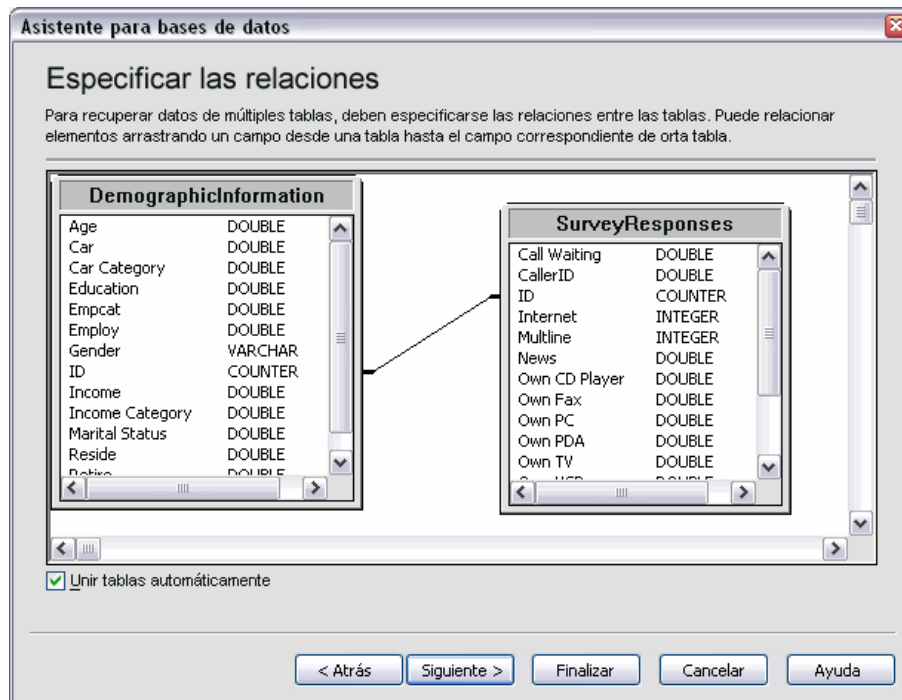 Asistente para bases de datos
Especificar las relaciones
Para recuperar datos de múltiples tablas, deben especificarse las relaciones entre las tablas. Puede relacionar
elementos arrastrando un campo desde una tabla hasta el campo correspondiente de orta tabla.
DemographicInformation
Age DOUBLE
Car DOUBLE
Car Category DOUBLE
Education DOUBLE
Empcat DOUBLE
Employ DOUBLE
Gender VARCHAR
ID COUNTER
Income DOUBLE
Income Category DOUBLE
Marital Status DOUBLE
Reside DOUBLE
Retire DOUBLE
SurveyResponses
Call Waiting DOUBLE
CallerID DOUBLE
ID COUNTER
Internet INTEGER
Multline INTEGER
News DOUBLE
Own CD Player DOUBLE
Own Fax DOUBLE
Own PC DOUBLE
Own PDA DOUBLE
Own TV DOUBLE
Unir tablas automáticamente
< Atrás
Siguiente >
Finalizar
Cancelar
Ayuda